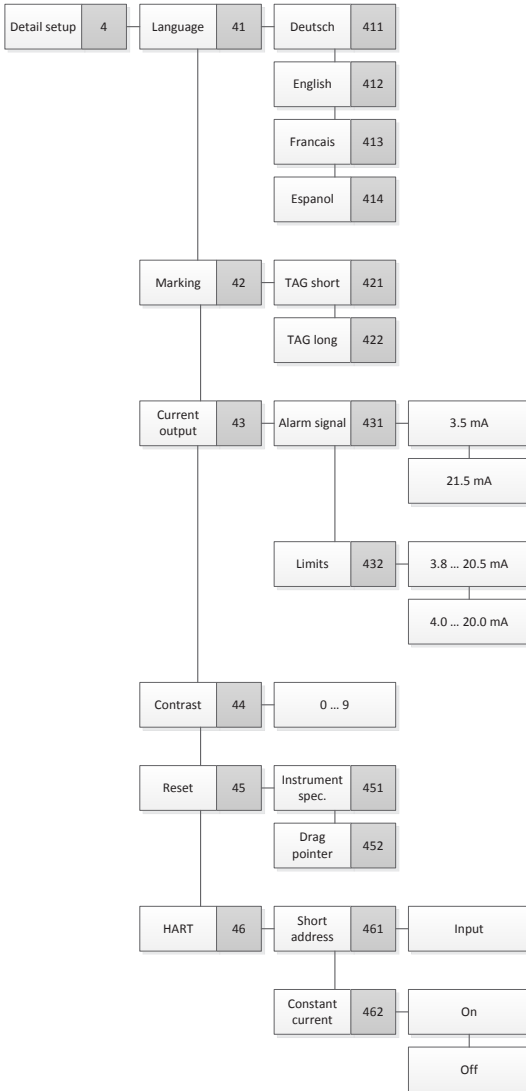 Detail setup 4 Language 41 Deutsch 411
English 412
Francais 413
Espanol 414
Marking 42 TAG short 421
TAG long 422
Current output 43 Alarm signal 431 3.5 mA
21.5 mA
Limits 432 3.8 ... 20.5 mA
4.0 ... 20.0 mA
Contrast 44 0 ... 9
Reset 45 Instrument spec. 451
Drag pointer 452
HART 46 Short address 461 Input
Constant current 462 On
Off